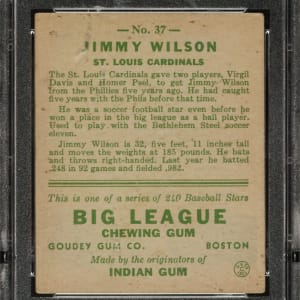 — No. 37 —
JIMMY WILSON
ST. LOUIS CARDINALS
The St. Louis Cardinals gave two players, Virgil
Davis and Homer Peel, to get Jimmy Wilson
from the Phillies five years ago. He had caught
five years with the Phils before that time.
He was a soccer football star even before he
won a place in the big league as a ball player.
Used to play with the Bethlehem Steel soccer
eleven.
Jimmy Wilson is 32, five feet, 11 inches tall
and moves the weights at 185 pounds. He bats
and throws right-handed. Last year he batted
.248 in 92 games and fielded .982.
This is one of a series of 240 Baseball Stars
BIG LEAGUE
CHEWING GUM
GOUDEY GUM CO. BOSTON
Made by the originators of
INDIAN GUM